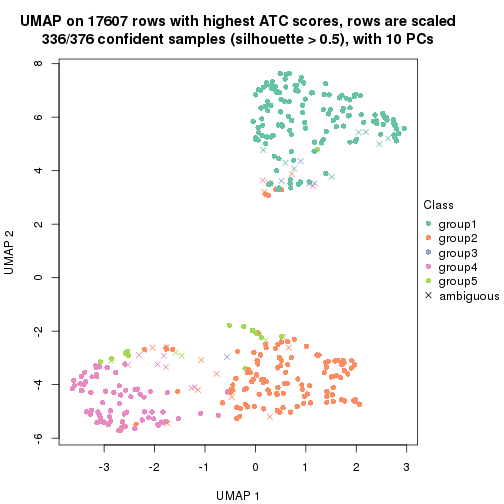 UMAP on 17607 rows with highest ATC scores, rows are scaled
336/376 confident samples (silhouette > 0.5), with 10 PCs
8
6
4
2
0
-2
-4
-6
UMAP 2
-3
-2
-1
0
1
2
3
UMAP 1
Class
group1
group2
group3
group4
group5
ambiguous